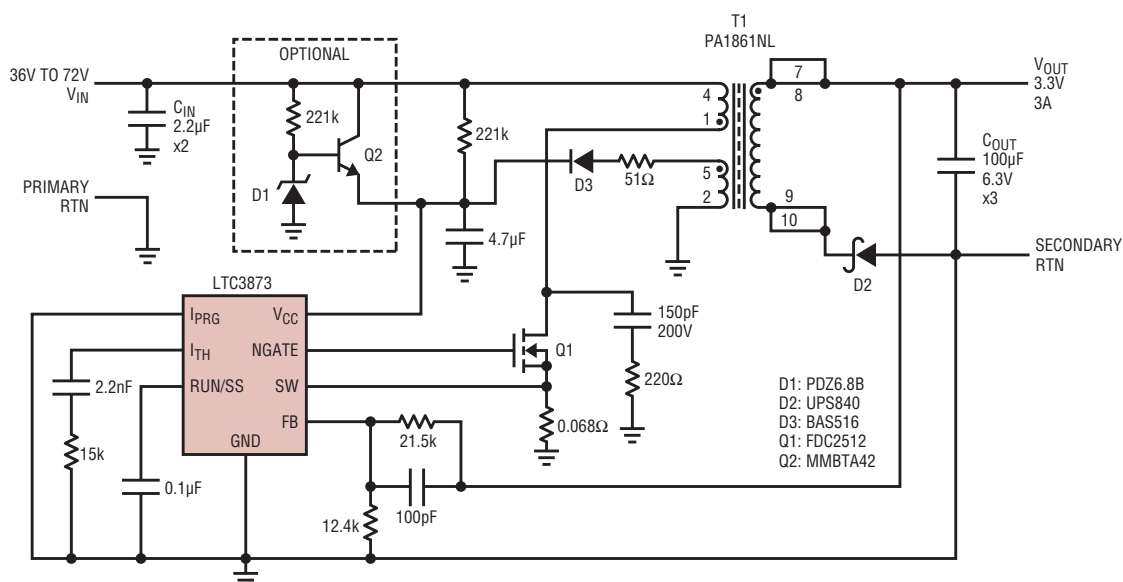 T1
PA1861NL
OPTIONAL
36V TO 72V
VIN
CIN
2.2µF
x2
221k
Q2
D1
221k
4.7µF
D3
51Ω
4
1
5
2
7
8
9
10
VOUT
3.3V
3A
COUT
100µF
6.3V
x3
PRIMARY
RTN
SECONDARY
RTN
D2
LTC3873
IPRG
VCC
ITH
NGATE
RUN/SS
SW
FB
GND
Q1
150pF
200V
220Ω
0.068Ω
2.2nF
15k
0.1µF
21.5k
100pF
12.4k
D1: PDZ6.8B
D2: UPS840
D3: BAS516
Q1: FDC2512
Q2: MMBTA42